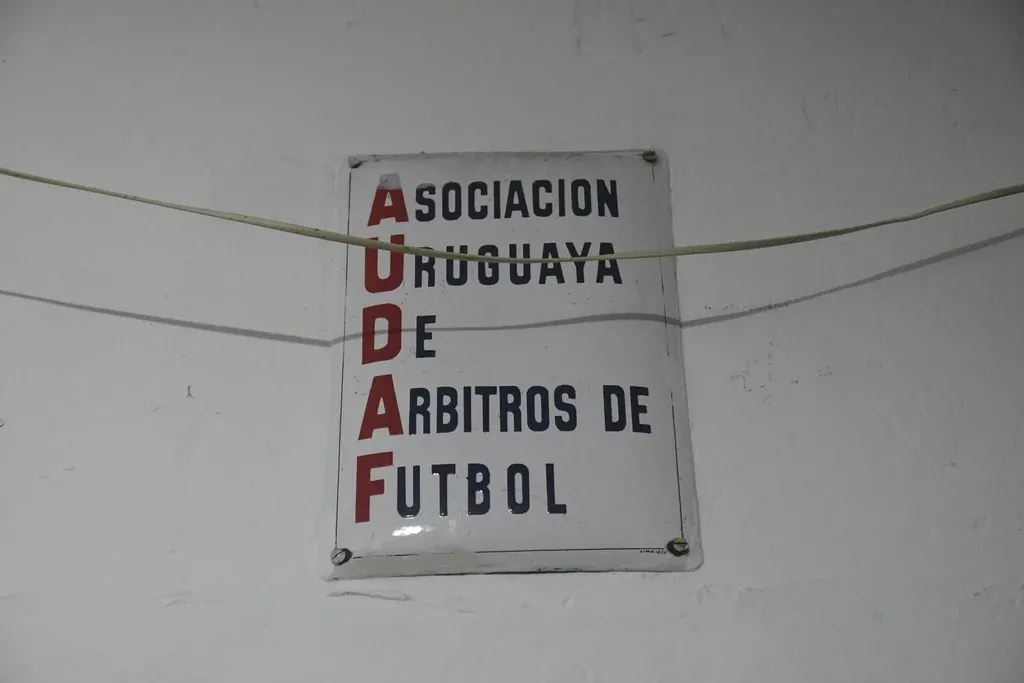 ASOCIACION
URUGUAYA
DE
ARBITROS DE
FUTBOL